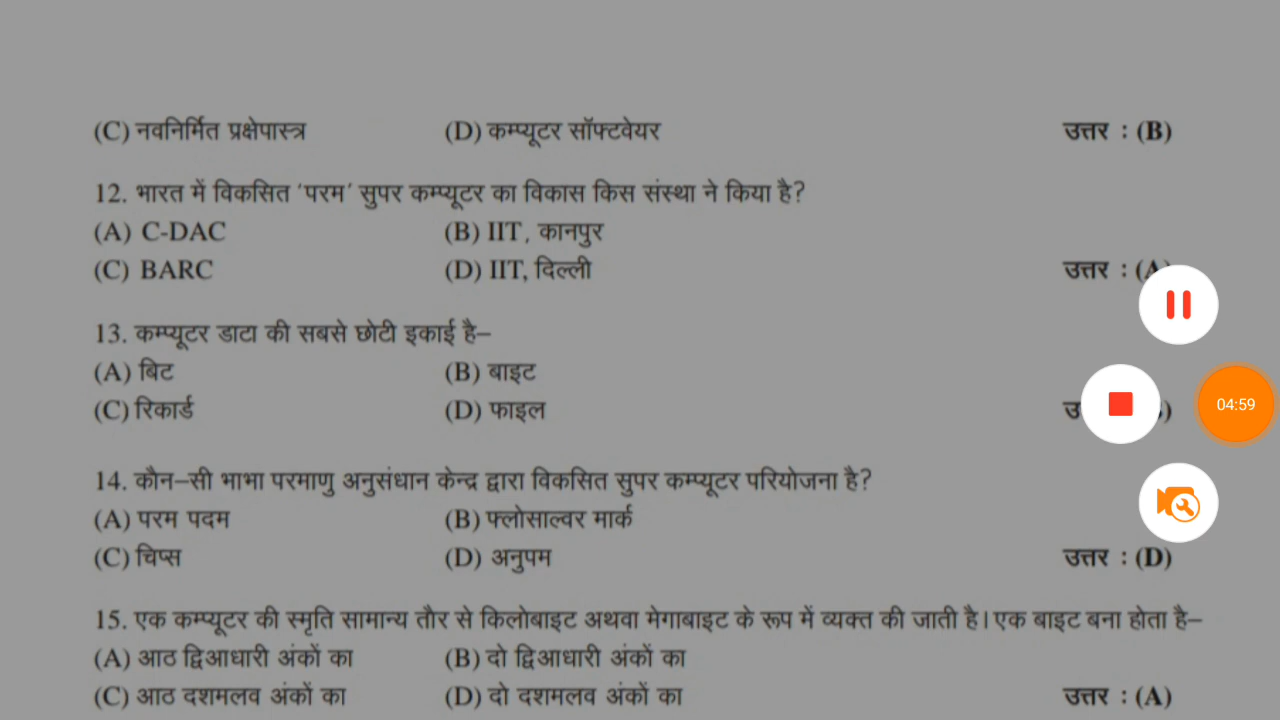 (C) नवनिर्मित प्रक्षेपास्त्र (D) कम्प्यूटर सॉफ्टवेयर उत्तर : (B)
12. भारत में विकसित 'परम' सुपर कम्प्यूटर का विकास किस संस्था ने किया है?
(A) C-DAC (B) IIT, कानपुर
(C) BARC (D) IIT, दिल्ली उत्तर : (A)
13. कम्प्यूटर डाटा की सबसे छोटी इकाई है–
(A) बिट (B) बाइट
(C) रिकार्ड (D) फाइल
04:59
14. कौन–सी भाभा परमाणु अनुसंधान केन्द्र द्वारा विकसित सुपर कम्प्यूटर परियोजना है?
(A) परम पदम (B) फ्लोसाल्वर मार्क
(C) चिप्स (D) अनुपम उत्तर : (D)
15. एक कम्प्यूटर की स्मृति सामान्य तौर से किलोबाइट अथवा मेगाबाइट के रूप में व्यक्त की जाती है। एक बाइट बना होता है–
(A) आठ द्विआधारी अंकों का (B) दो द्विआधारी अंकों का
(C) आठ दशमलव अंकों का (D) दो दशमलव अंकों का उत्तर : (A)